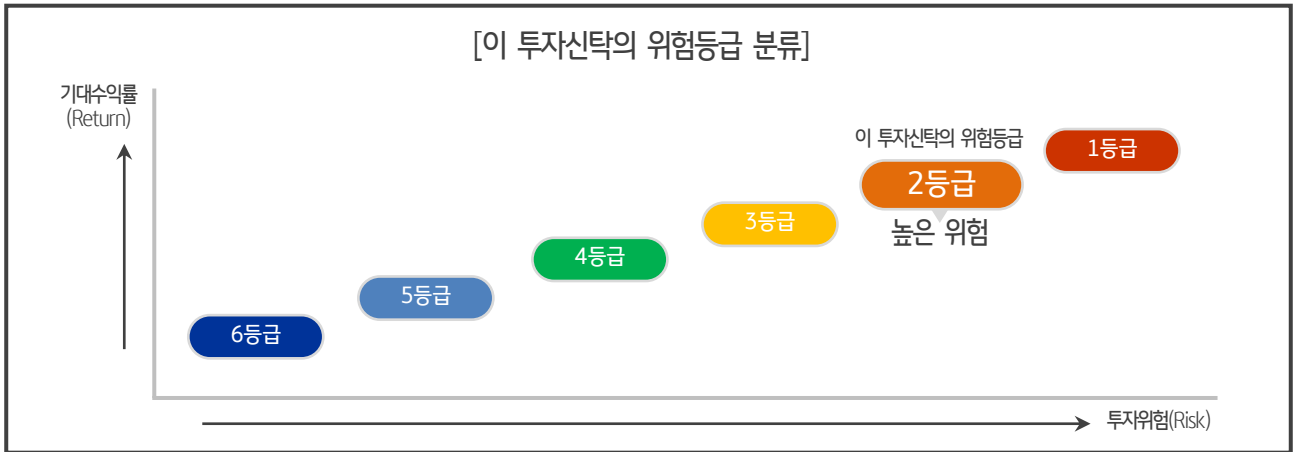 [이 투자신탁의 위험등급 분류]
기대수익률
(Return)
이 투자신탁의 위험등급
1등급
2등급
높은 위험
3등급
4등급
5등급
6등급
투자위험(Risk)